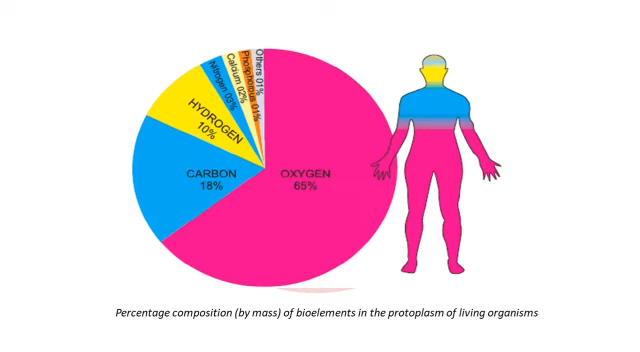 Others 01%
Phosphorous 01%
Calcium 02%
Nitrogen 03%
HYDROGEN
10%
CARBON
18%
OXYGEN
65%
Percentage composition (by mass) of bioelements in the protoplasm of living organisms